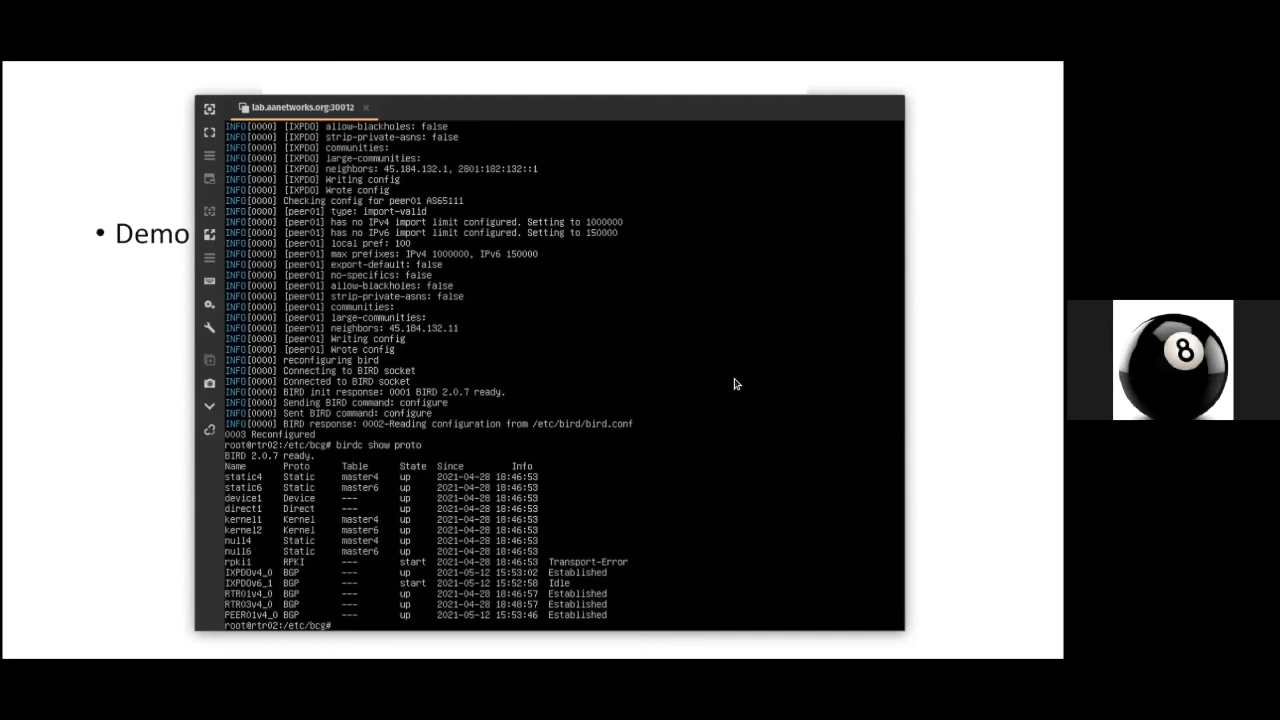 lab.aanetworks.org:30012 ×
INFO[0000] [IXPDO] allow-blackholes: false
INFO[0000] [IXPDO] strip-private-asns: false
INFO[0000] [IXPDO] communities:
INFO[0000] [IXPDO] large-communities:
INFO[0000] [IXPDO] neighbors: 45.184.132.1, 2801:182:132::1
INFO[0000] [IXPDO] Writing config
INFO[0000] [IXPDO] Wrote config
INFO[0000] Checking config for peer01 AS65111
INFO[0000] [peer01] type: import-valid
INFO[0000] [peer01] has no IPv4 import limit configured. Setting to 1000000
INFO[0000] [peer01] has no IPv6 import limit configured. Setting to 150000
INFO[0000] [peer01] local pref: 100
INFO[0000] [peer01] max prefixes: IPv4 1000000, IPv6 150000
INFO[0000] [peer01] export-default: false
INFO[0000] [peer01] no-specifics: false
INFO[0000] [peer01] allow-blackholes: false
INFO[0000] [peer01] strip-private-asns: false
INFO[0000] [peer01] communities:
INFO[0000] [peer01] large-communities:
INFO[0000] [peer01] neighbors: 45.184.132.11
INFO[0000] [peer01] Writing config
INFO[0000] [peer01] Wrote config
INFO[0000] reconfiguring bird
INFO[0000] Connecting to BIRD socket
INFO[0000] Connected to BIRD socket
INFO[0000] BIRD init response: 0001 BIRD 2.0.7 ready.
INFO[0000] Sending BIRD command: configure
INFO[0000] Sent BIRD command: configure
INFO[0000] BIRD response: 0002-Reading configuration from /etc/bird/bird.conf
0003 Reconfigured
root@rtr02:/etc/bcg# birdc show proto
BIRD 2.0.7 ready.
Name Proto Table State Since Info
static4 Static master4 up 2021-04-28 18:46:53
static6 Static master6 up 2021-04-28 18:46:53
device1 Device --- up 2021-04-28 18:46:53
direct1 Direct --- up 2021-04-28 18:46:53
kernel1 Kernel master4 up 2021-04-28 18:46:53
kernel2 Kernel master6 up 2021-04-28 18:46:53
null4 Static master4 up 2021-04-28 18:46:53
null6 Static master6 up 2021-04-28 18:46:53
rpki1 RPKI --- start 2021-04-28 18:46:53 Transport-Error
IXPDOv4_0 BGP --- up 2021-05-12 15:53:02 Established
IXPDOv6_1 BGP --- start 2021-05-12 15:52:58 Idle
RTR01v4_0 BGP --- up 2021-04-28 18:46:57 Established
RTR03v4_0 BGP --- up 2021-04-28 18:48:57 Established
PEER01v4_0 BGP --- up 2021-05-12 15:53:46 Established
root@rtr02:/etc/bcg#
• Demo
8